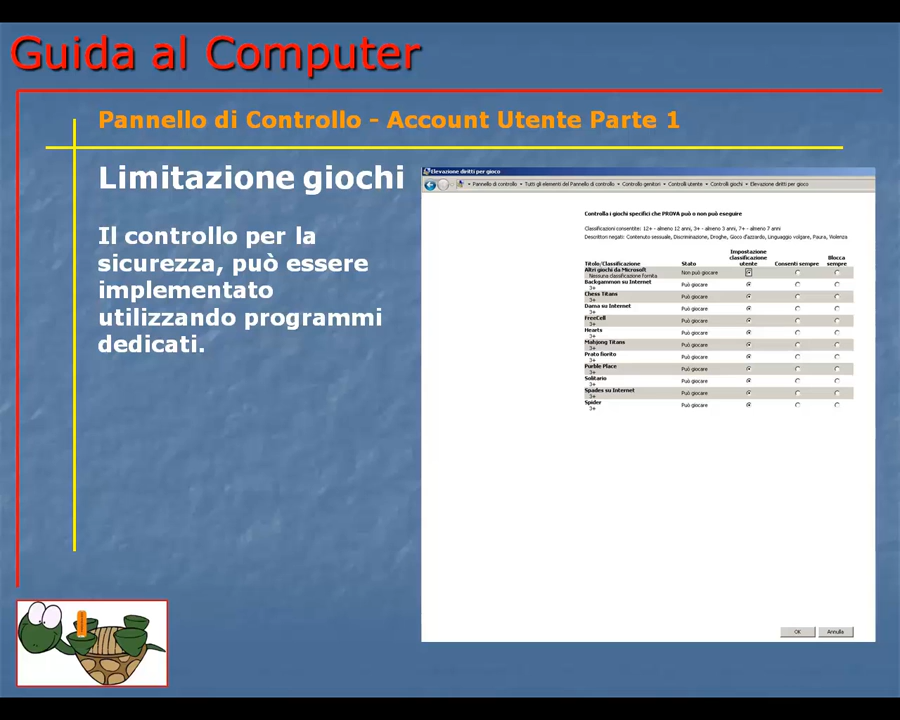 Guida al Computer
Pannello di Controllo - Account Utente Parte 1
Limitazione giochi
Il controllo per la
sicurezza, può essere
implementato
utilizzando programmi
dedicati.
Elevazione diritti per gioco
Pannello di controllo ▾ Tutti gli elementi del Pannello di controllo ▾ Controllo genitori ▾ Controlli utente ▾ Controlli giochi ▾ Elevazione diritti per gioco
Controlla i giochi specifici che PROVA può o non può eseguire
Classificazioni consentite: 12+ - almeno 12 anni, 3+ - almeno 3 anni, 7+ - almeno 7 anni
Descrittori negati: Contenuto sessuale, Discriminazione, Droghe, Gioco d'azzardo, Linguaggio volgare, Paura, Violenza
Titolo/Classificazione Stato Impostazione classificazione utente Consenti sempre Blocca sempre
Altri giochi da Microsoft Non può giocare
Nessuna classificazione fornita
Backgammon su Internet Può giocare
3+
Chess Titans Può giocare
3+
Dama su Internet Può giocare
3+
FreeCell Può giocare
3+
Hearts Può giocare
3+
Mahjong Titans Può giocare
3+
Prato fiorito Può giocare
3+
Purble Place Può giocare
3+
Solitario Può giocare
3+
Spades su Internet Può giocare
3+
Spider Può giocare
3+
OK Annulla